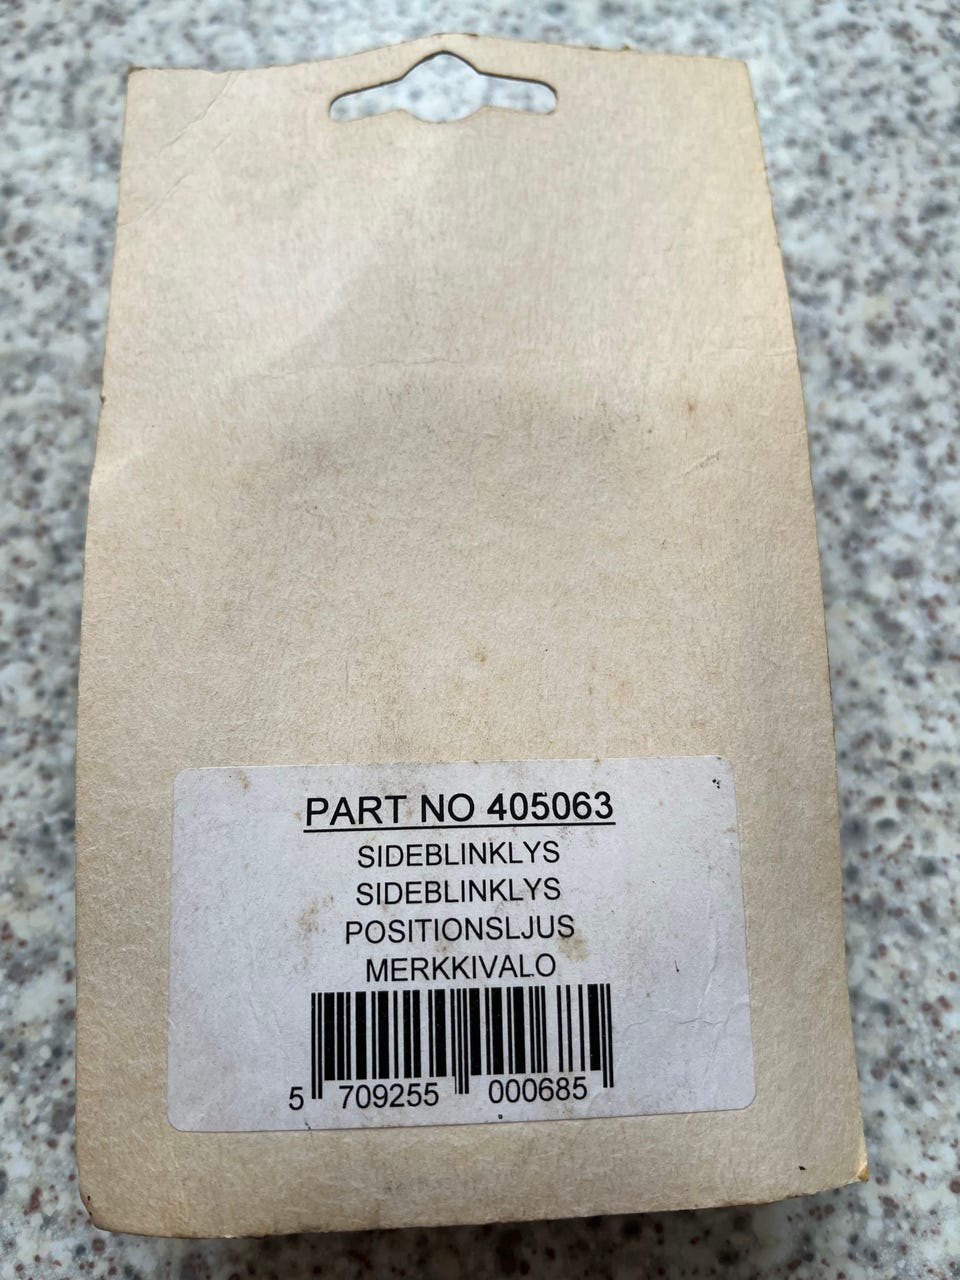 PART NO 405063
SIDEBLINKLYS
SIDEBLINKLYS
POSITIONSLJUS
MERKKIVALO
5 709255 000685